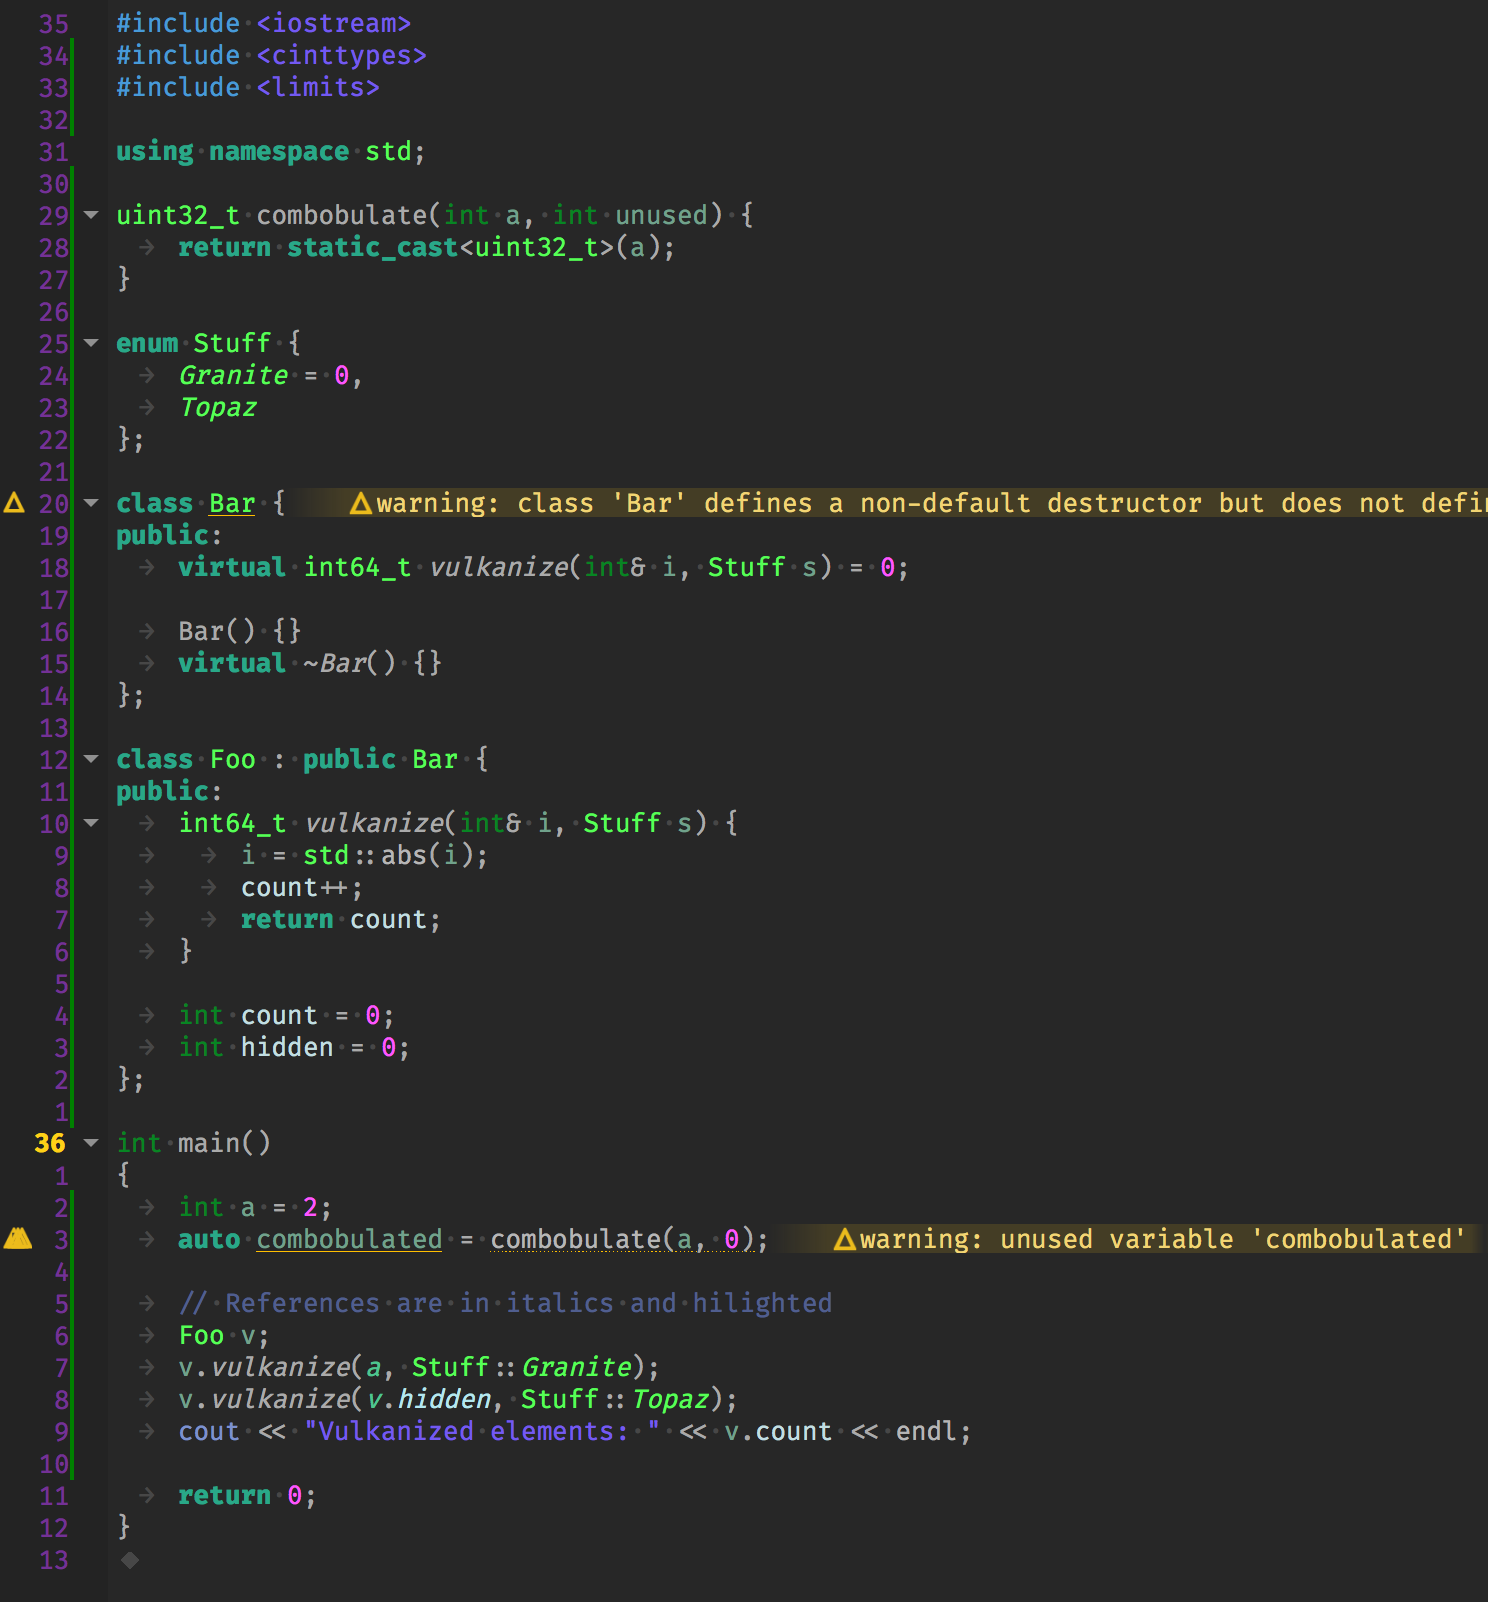 35 #include <iostream>
34 #include <cinttypes>
33 #include <limits>
32
31 using namespace std;
30
29 uint32_t combobulate(int a, int unused) {
28 return static_cast<uint32_t>(a);
27 }
26
25 enum Stuff {
24 Granite = 0,
23 Topaz
22 };
21
20 class Bar { warning: class 'Bar' defines a non-default destructor but does not defi
19 public:
18 virtual int64_t vulkanize(int& i, Stuff s) = 0;
17
16 Bar() {}
15 virtual ~Bar() {}
14 };
13
12 class Foo : public Bar {
11 public:
10 int64_t vulkanize(int& i, Stuff s) {
9 i = std::abs(i);
8 count++;
7 return count;
6 }
5
4 int count = 0;
3 int hidden = 0;
2 };
1
36 int main()
1 {
2 int a = 2;
3 auto combobulated = combobulate(a, 0); warning: unused variable 'combobulated'
4
5 // References are in italics and hilighted
6 Foo v;
7 v.vulkanize(a, Stuff::Granite);
8 v.vulkanize(v.hidden, Stuff::Topaz);
9 cout << "Vulkanized elements: " << v.count << endl;
10
11 return 0;
12 }
13